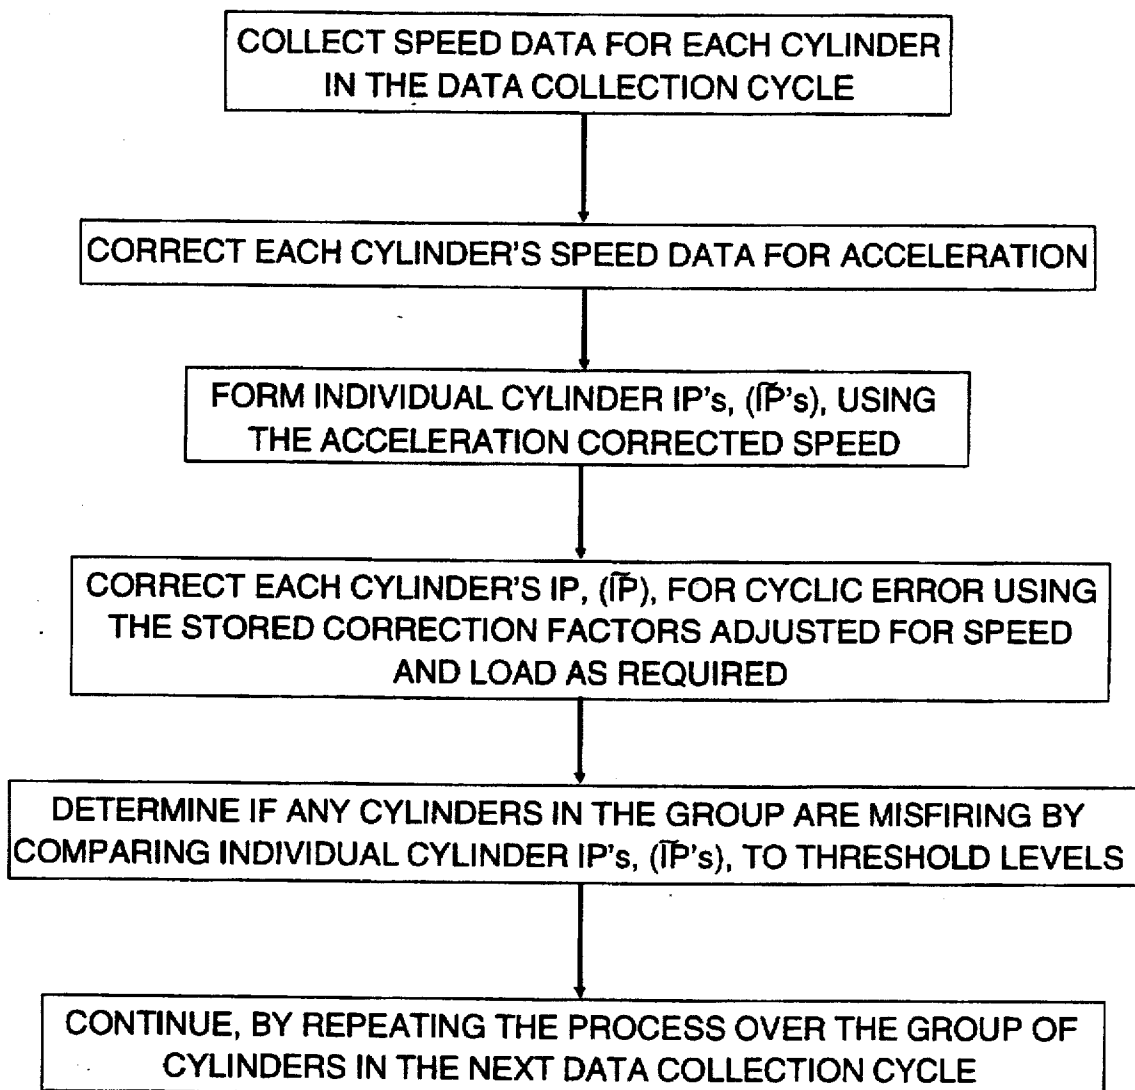 COLLECT SPEED DATA FOR EACH CYLINDER
IN THE DATA COLLECTION CYCLE
CORRECT EACH CYLINDER'S SPEED DATA FOR ACCELERATION
FORM INDIVIDUAL CYLINDER IP's, (I͠P's), USING
THE ACCELERATION CORRECTED SPEED
CORRECT EACH CYLINDER'S IP, (I͠P), FOR CYCLIC ERROR USING
THE STORED CORRECTION FACTORS ADJUSTED FOR SPEED
AND LOAD AS REQUIRED
DETERMINE IF ANY CYLINDERS IN THE GROUP ARE MISFIRING BY
COMPARING INDIVIDUAL CYLINDER IP's, (I͠P's), TO THRESHOLD LEVELS
CONTINUE, BY REPEATING THE PROCESS OVER THE GROUP OF
CYLINDERS IN THE NEXT DATA COLLECTION CYCLE